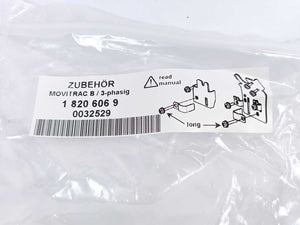 ZUBEHÖR
MOVITRAC B / 3-phasig
1 820 606 9
0032529
read
manual
long